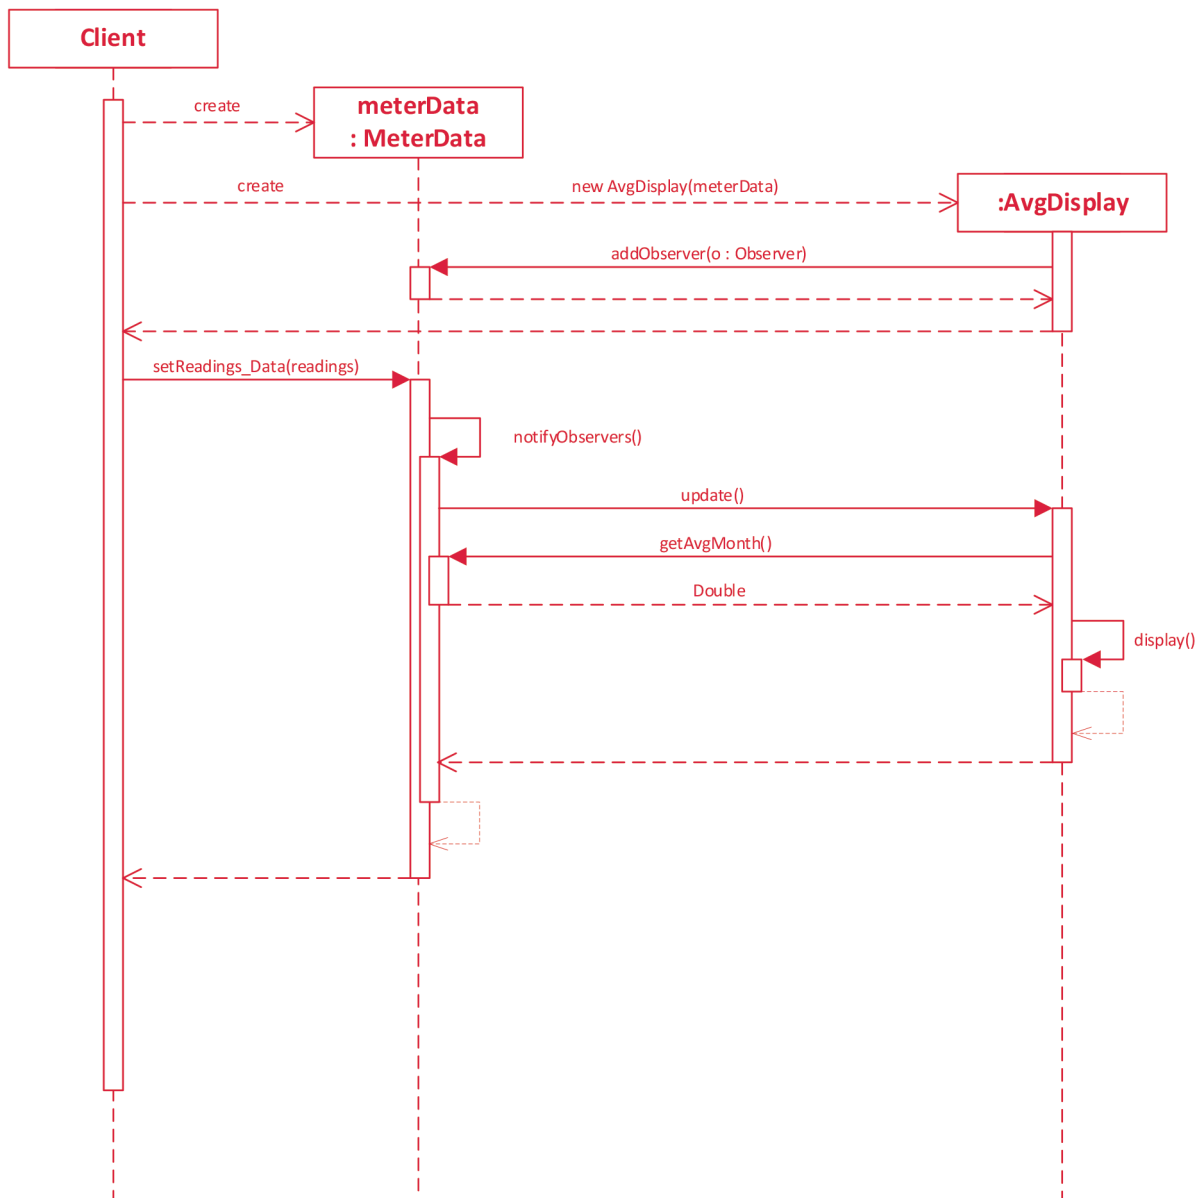 Client
create
meterData
: MeterData
create
new AvgDisplay(meterData)
:AvgDisplay
addObserver(o : Observer)
setReadings_Data(readings)
notifyObservers()
update()
getAvgMonth()
Double
display()